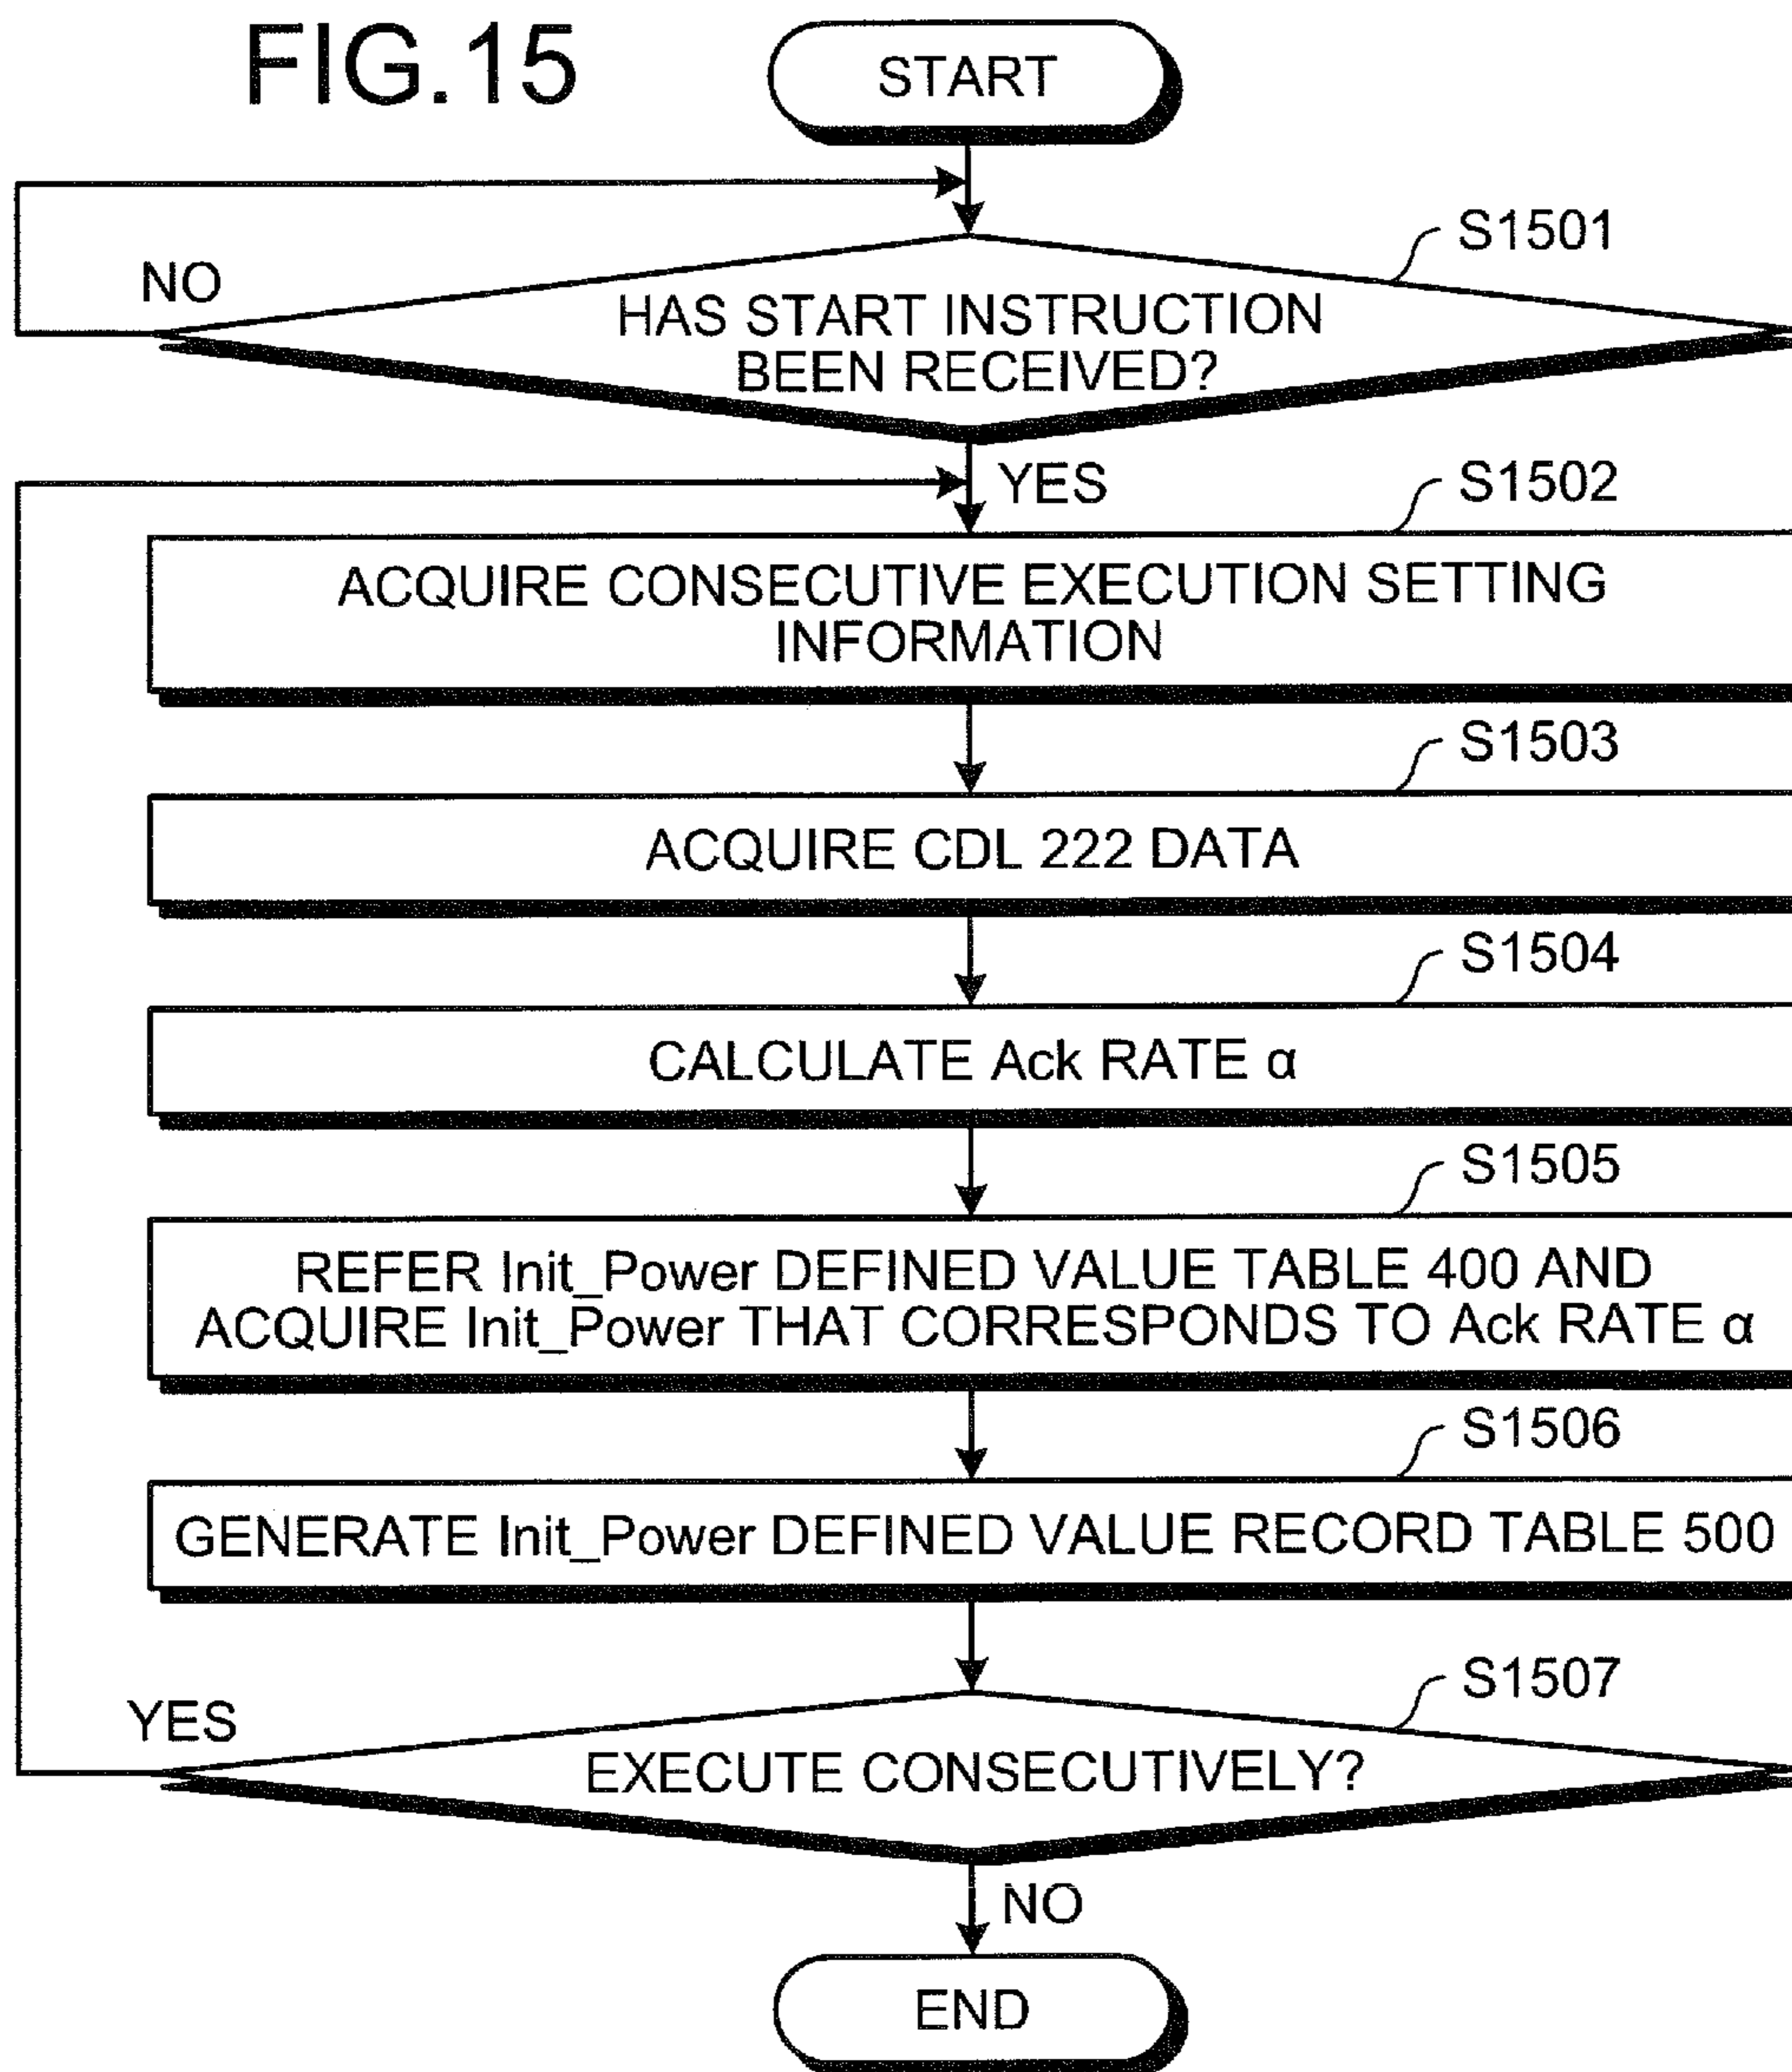 FIG.15
START
S1501
NO
HAS START INSTRUCTION
BEEN RECEIVED?
YES
S1502
ACQUIRE CONSECUTIVE EXECUTION SETTING
INFORMATION
S1503
ACQUIRE CDL 222 DATA
S1504
CALCULATE Ack RATE α
S1505
REFER Init_Power DEFINED VALUE TABLE 400 AND
ACQUIRE Init_Power THAT CORRESPONDS TO Ack RATE α
S1506
GENERATE Init_Power DEFINED VALUE RECORD TABLE 500
S1507
YES
EXECUTE CONSECUTIVELY?
NO
END